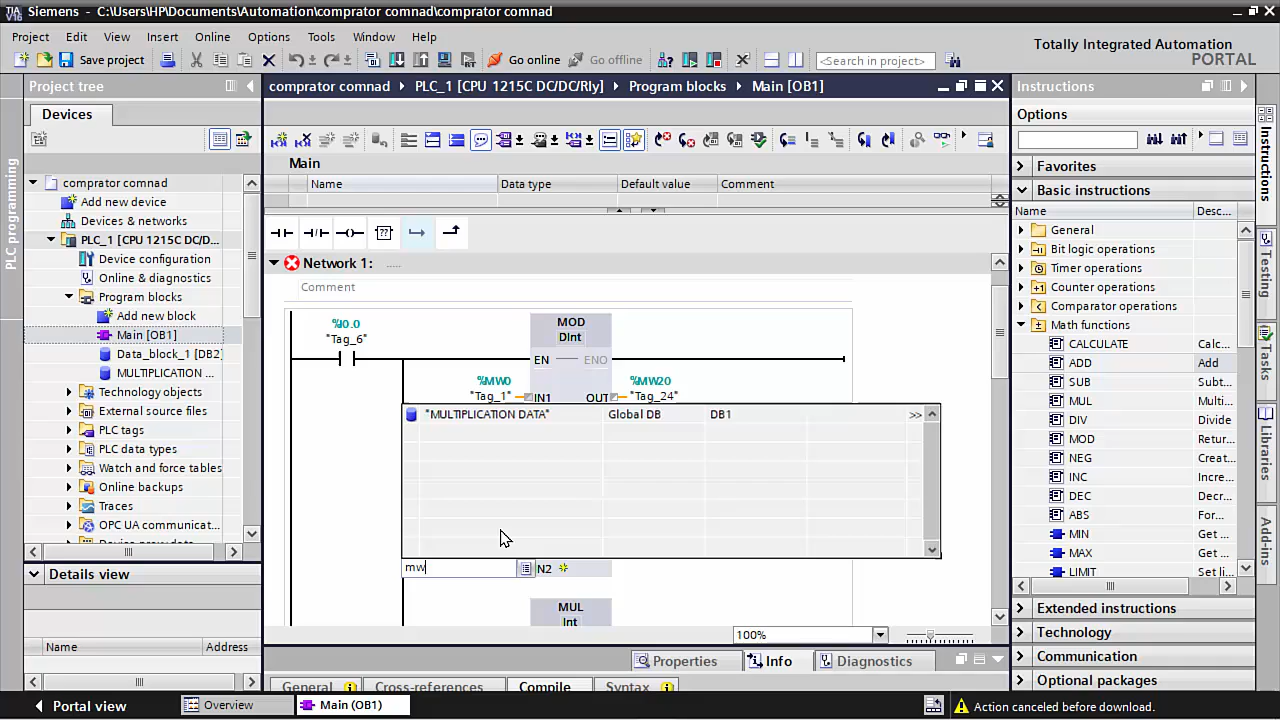 TIA V16 Siemens - C:\Users\HP\Documents\Automation\comprator comnad\comprator comnad
Project Edit View Insert Online Options Tools Window Help
Totally Integrated Automation
PORTAL
Save project Go online Go offline <Search in project>
Project tree
comprator comnad PLC_1 [CPU 1215C DC/DC/Rly] Program blocks Main [OB1]
Instructions
Devices
Options
PLC programming
Main
Name Data type Default value Comment
Favorites
Basic instructions
Name Desc...
comprator comnad
Add new device
Devices & networks
PLC_1 [CPU 1215C DC/D...
Device configuration
Online & diagnostics
Program blocks
Add new block
Main [OB1]
Data_block_1 [DB2]
MULTIPLICATION ...
Technology objects
External source files
PLC tags
PLC data types
Watch and force tables
Online backups
Traces
OPC UA communicat...
Details view
Name Address
Network 1: .....
Comment
%I0.0
"Tag_6"
MOD
DInt
EN ENO
%MW0
"Tag_1" IN1
%MW20
OUT "Tag_24"
"MULTIPLICATION DATA" Global DB DB1 >>
mw IN2
MUL
Int
100%
Properties Info Diagnostics
General Cross-references Compile Syntax
General
Bit logic operations
Timer operations
Counter operations
Comparator operations
Math functions
CALCULATE Calc...
ADD Add
SUB Subt...
MUL Multi...
DIV Divide
MOD Retur...
NEG Creat...
INC Incre...
DEC Decr...
ABS For...
MIN Get ...
MAX Get ...
LIMIT Set li...
Extended instructions
Technology
Communication
Optional packages
Instructions
Testing
Tasks
Libraries
Add-ins
Portal view Overview Main (OB1) Action canceled before download.